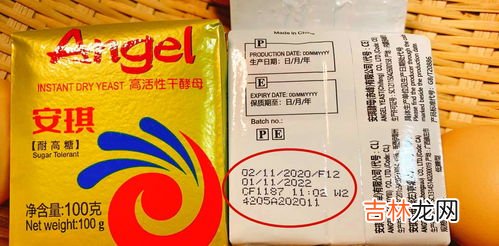 Angel
INSTANT DRY YEAST 高活性干酵母
安琪
【耐高糖】
Sugar Tolerant
净含量:100克
Net weight:100 g
Made in China
P
PRODUCTION DATE: DD/MM/YYYY
生产日期: 日/月/年
E
EXPIRY DATE: DD/MM/YYYY
保质期至: 日/月/年
Batch no.:
P E
02/11/2020/F12
01/11/2022
CF1187 11:02 W2
4205A202011
吉林龙网